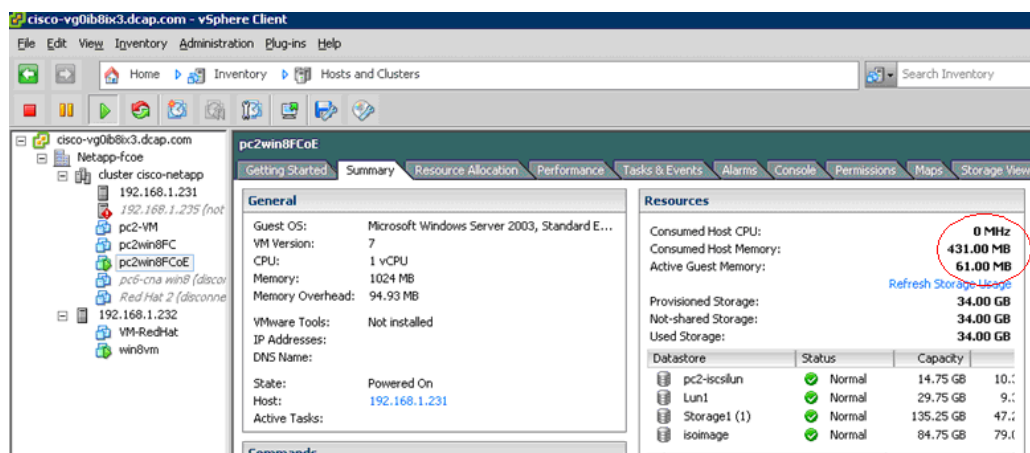 cisco-vg0ib8ix3.dcap.com - vSphere Client
File Edit View Inventory Administration Plug-ins Help
Home Inventory Hosts and Clusters Search Inventory
cisco-vg0ib8ix3.dcap.com
Netapp-fcoe
cluster cisco-netapp
192.168.1.231
192.168.1.235 (not
pc2-VM
pc2win8FC
pc2win8FCoE
pc6-cna win8 (discor
Red Hat 2 (disconne
192.168.1.232
VM-RedHat
win8vm
pc2win8FCoE
Getting Started Summary Resource Allocation Performance Tasks & Events Alarms Console Permissions Maps Storage View
General
Guest OS: Microsoft Windows Server 2003, Standard E...
VM Version: 7
CPU: 1 vCPU
Memory: 1024 MB
Memory Overhead: 94.93 MB
VMware Tools: Not installed
IP Addresses:
DNS Name:
State: Powered On
Host: 192.168.1.231
Active Tasks:
Commands
Resources
Consumed Host CPU: 0 MHz
Consumed Host Memory: 431.00 MB
Active Guest Memory: 61.00 MB
Refresh Storage Usage
Provisioned Storage: 34.00 GB
Not-shared Storage: 34.00 GB
Used Storage: 34.00 GB
Datastore Status Capacity
pc2-iscsilun Normal 14.75 GB 10.
Lun1 Normal 29.75 GB 9.
Storage1 (1) Normal 135.25 GB 47.
isoimage Normal 84.75 GB 79.